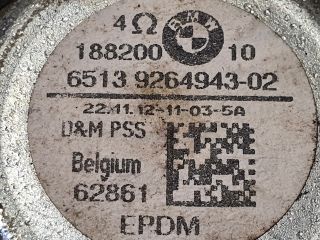 4Ω BMW
188200 10
6513 9264943-02
22.11.12-11-03-5A
D&M PSS
Belgium
62861
EPDM